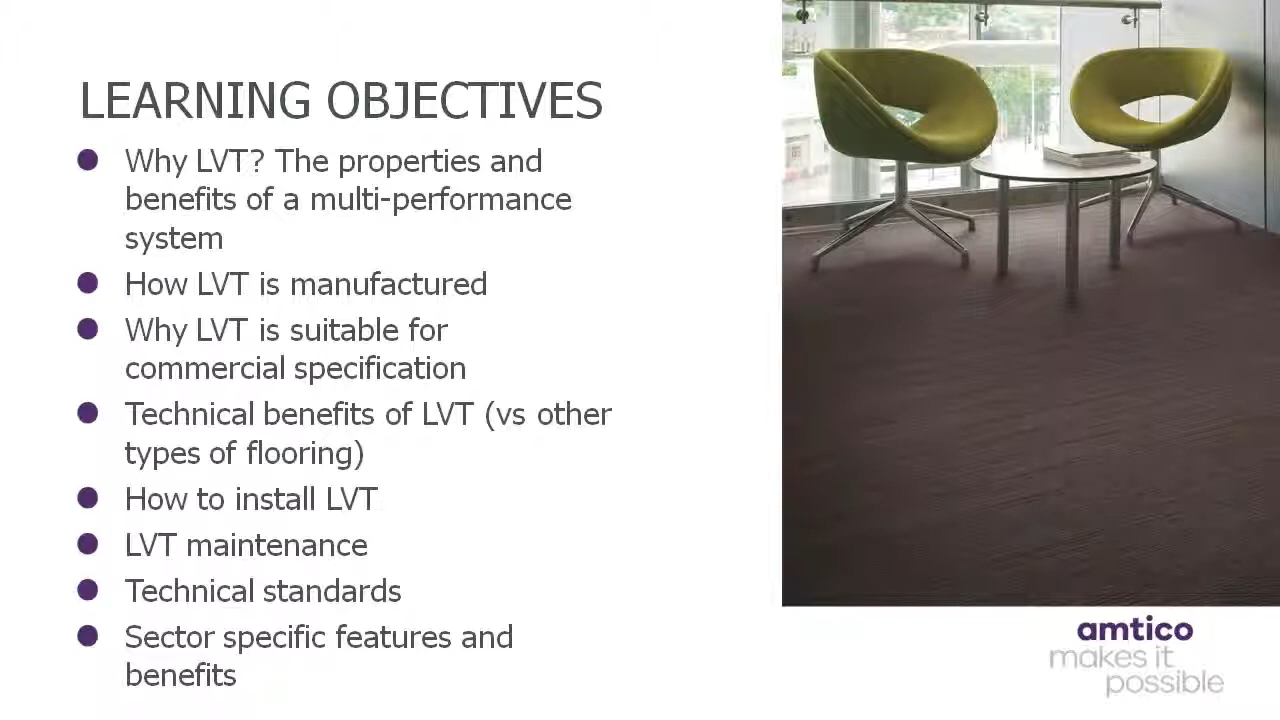 LEARNING OBJECTIVES
Why LVT? The properties and
benefits of a multi-performance
system
How LVT is manufactured
Why LVT is suitable for
commercial specification
Technical benefits of LVT (vs other
types of flooring)
How to install LVT
LVT maintenance
Technical standards
Sector specific features and
benefits
amtico
makes it
possible